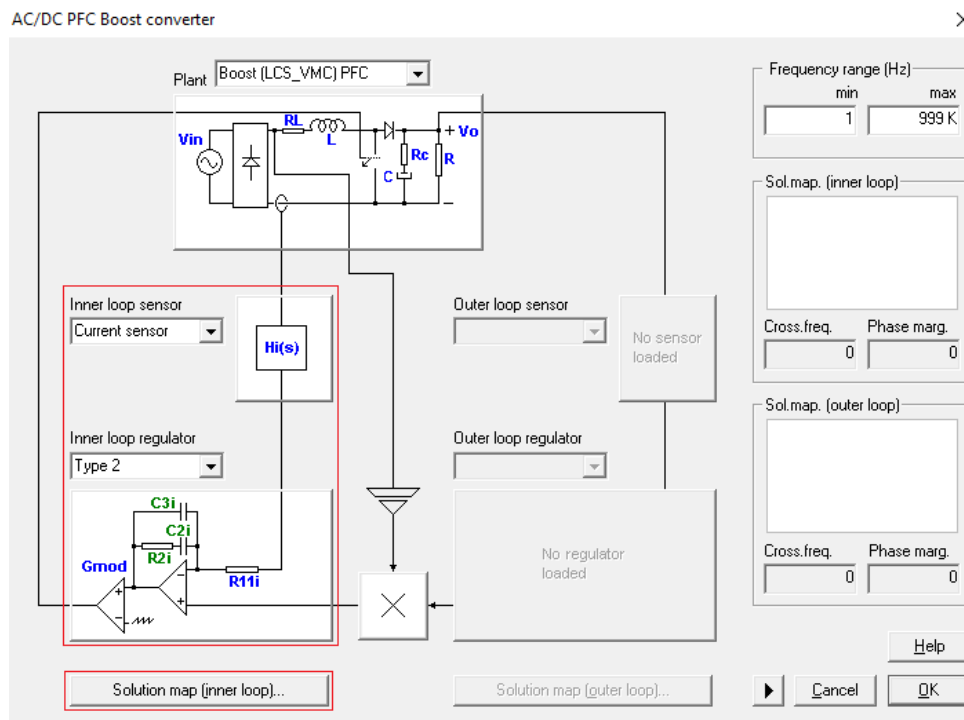 AC/DC PFC Boost converter
Plant Boost (LCS_VMC) PFC
Vin
RL
L
+ Vo
Rc
R
C
Frequency range (Hz)
min max
1 999 K
Sol.map. (inner loop)
Cross.freq. Phase marg.
0 0
Inner loop sensor
Current sensor
Hi(s)
Outer loop sensor
No sensor
loaded
Inner loop regulator
Type 2
C3i
C2i
R2i
Gmod
R11i
Outer loop regulator
No regulator
loaded
Sol.map. (outer loop)
Cross.freq. Phase marg.
0 0
Solution map (inner loop)...
Solution map (outer loop)...
Help
Cancel
OK